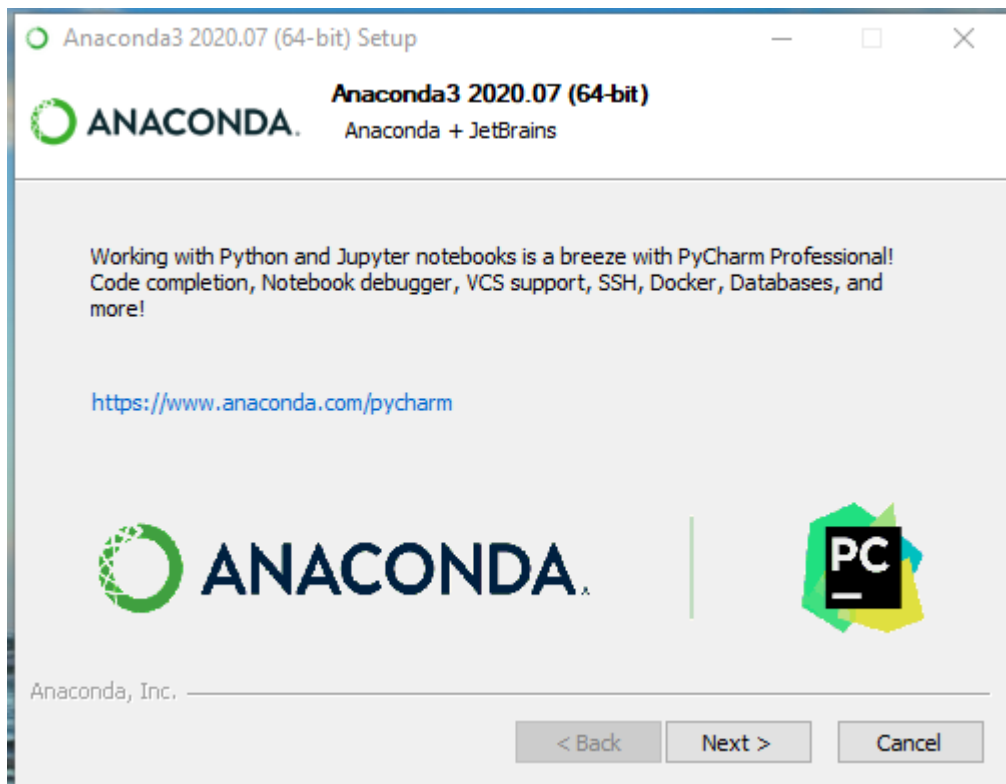 Anaconda3 2020.07 (64-bit) Setup
Anaconda3 2020.07 (64-bit)
ANACONDA.
Anaconda + JetBrains
Working with Python and Jupyter notebooks is a breeze with PyCharm Professional!
Code completion, Notebook debugger, VCS support, SSH, Docker, Databases, and
more!
https://www.anaconda.com/pycharm
ANACONDA.
PC
Anaconda, Inc.
< Back
Next >
Cancel